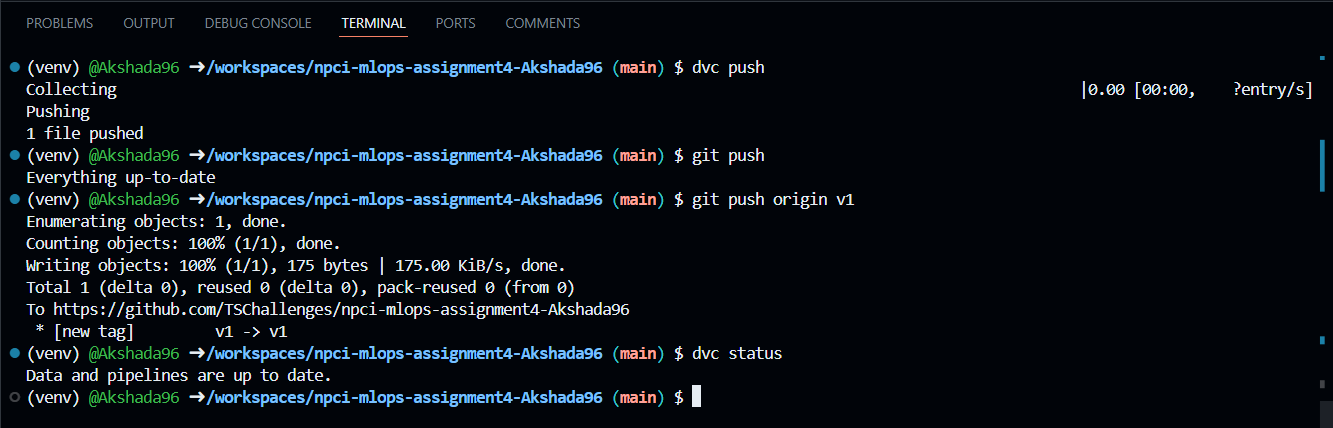 PROBLEMS OUTPUT DEBUG CONSOLE TERMINAL PORTS COMMENTS
(venv) @Akshada96 ➜/workspaces/npci-mlops-assignment4-Akshada96 (main) $ dvc push
Collecting |0.00 [00:00, ?entry/s]
Pushing
1 file pushed
(venv) @Akshada96 ➜/workspaces/npci-mlops-assignment4-Akshada96 (main) $ git push
Everything up-to-date
(venv) @Akshada96 ➜/workspaces/npci-mlops-assignment4-Akshada96 (main) $ git push origin v1
Enumerating objects: 1, done.
Counting objects: 100% (1/1), done.
Writing objects: 100% (1/1), 175 bytes | 175.00 KiB/s, done.
Total 1 (delta 0), reused 0 (delta 0), pack-reused 0 (from 0)
To https://github.com/TSChallenges/npci-mlops-assignment4-Akshada96
 * [new tag]         v1 -> v1
(venv) @Akshada96 ➜/workspaces/npci-mlops-assignment4-Akshada96 (main) $ dvc status
Data and pipelines are up to date.
(venv) @Akshada96 ➜/workspaces/npci-mlops-assignment4-Akshada96 (main) $